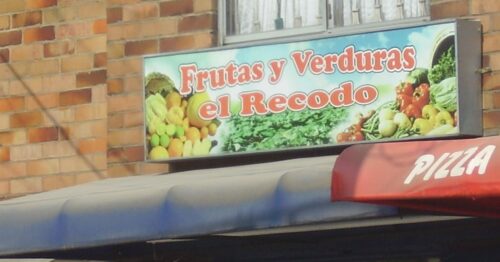 Frutas y Verduras
el Recodo
PIZZA